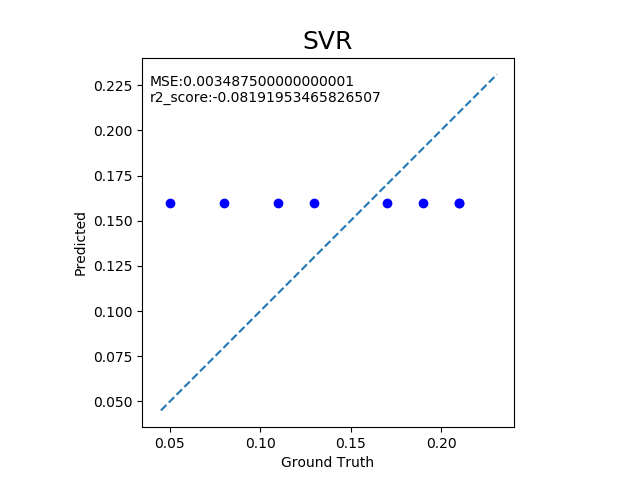 SVR
MSE:0.003487500000000001
r2_score:-0.08191953465826507
0.225
0.200
0.175
0.150
0.125
0.100
0.075
0.050
Predicted
0.05 0.10 0.15 0.20
Ground Truth